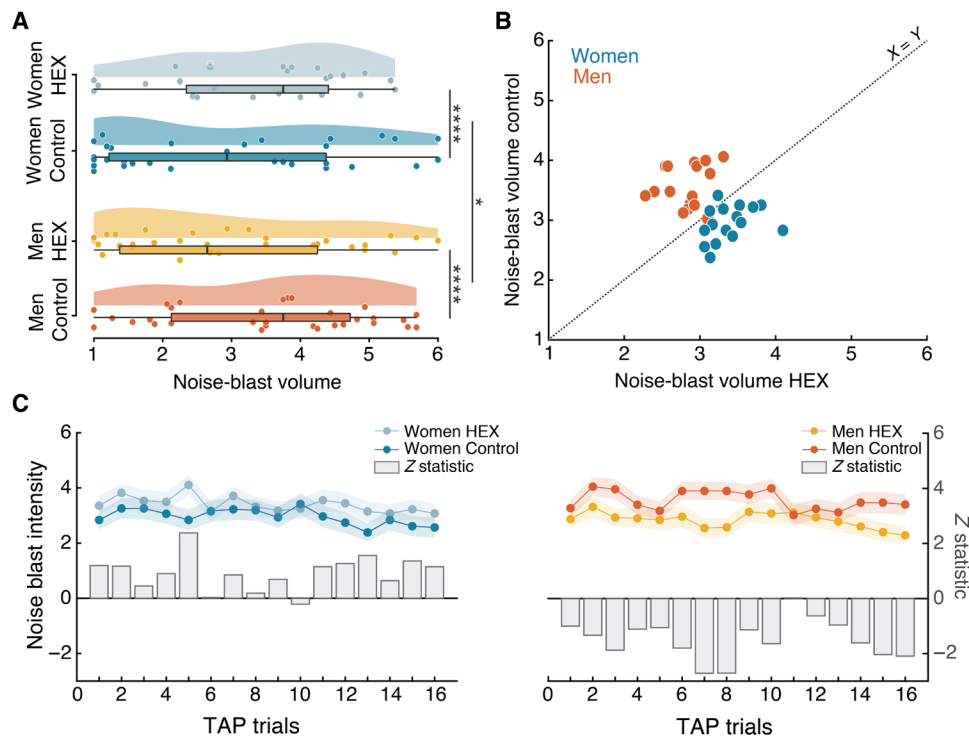 A
Women
HEX
Women
Control
Men
HEX
Men
Control
****
*
****
1 2 3 4 5 6
Noise-blast volume
B
Women
Men
X = Y
6
5
4
3
2
1
Noise-blast volume control
1 2 3 4 5 6
Noise-blast volume HEX
C
Women HEX
Women Control
Z statistic
6
4
2
0
−2
Noise blast intensity
0 2 4 6 8 10 12 14 16
TAP trials
Men HEX
Men Control
Z statistic
6
4
2
0
−2
Z statistic
0 2 4 6 8 10 12 14 16
TAP trials